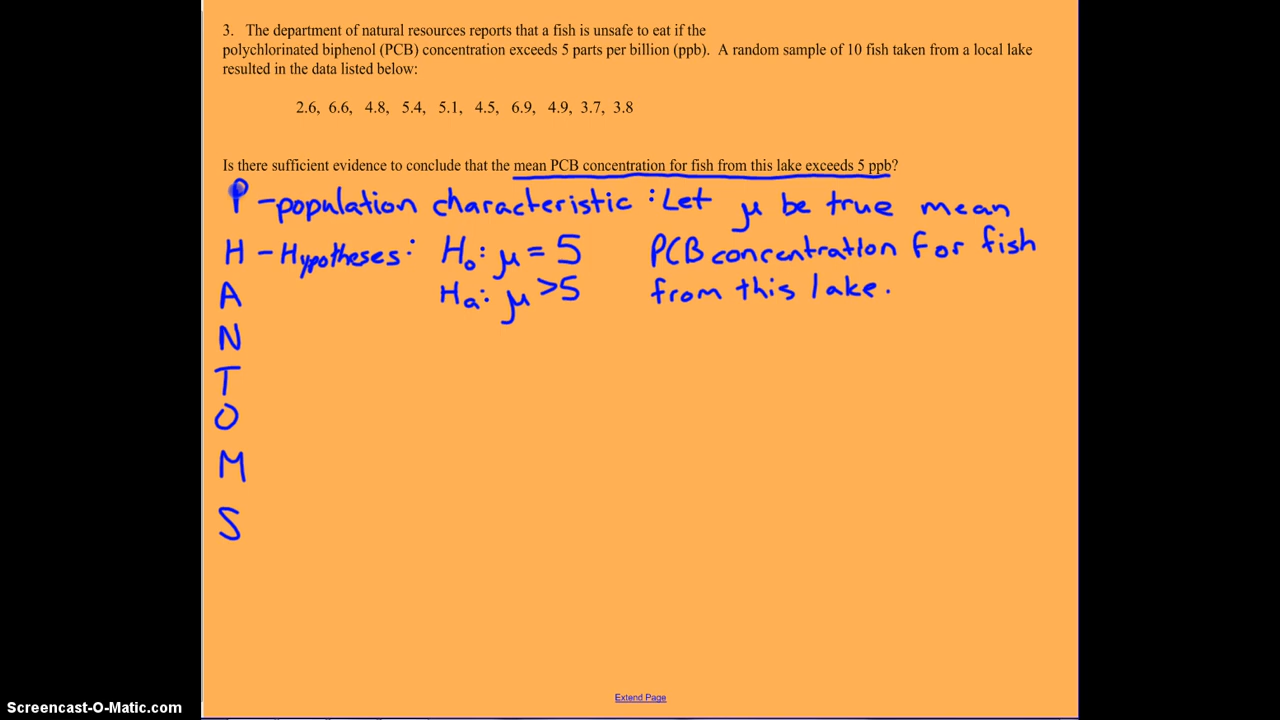 3. The department of natural resources reports that a fish is unsafe to eat if the
polychlorinated biphenol (PCB) concentration exceeds 5 parts per billion (ppb). A random sample of 10 fish taken from a local lake
resulted in the data listed below:
2.6, 6.6, 4.8, 5.4, 5.1, 4.5, 6.9, 4.9, 3.7, 3.8
Is there sufficient evidence to conclude that the mean PCB concentration for fish from this lake exceeds 5 ppb?
P - population characteristic : Let μ be true mean
H - Hypotheses: H₀: μ = 5 PCB concentration for fish
A Hₐ: μ > 5 from this lake.
N
T
O
M
S
Extend Page
Screencast-O-Matic.com